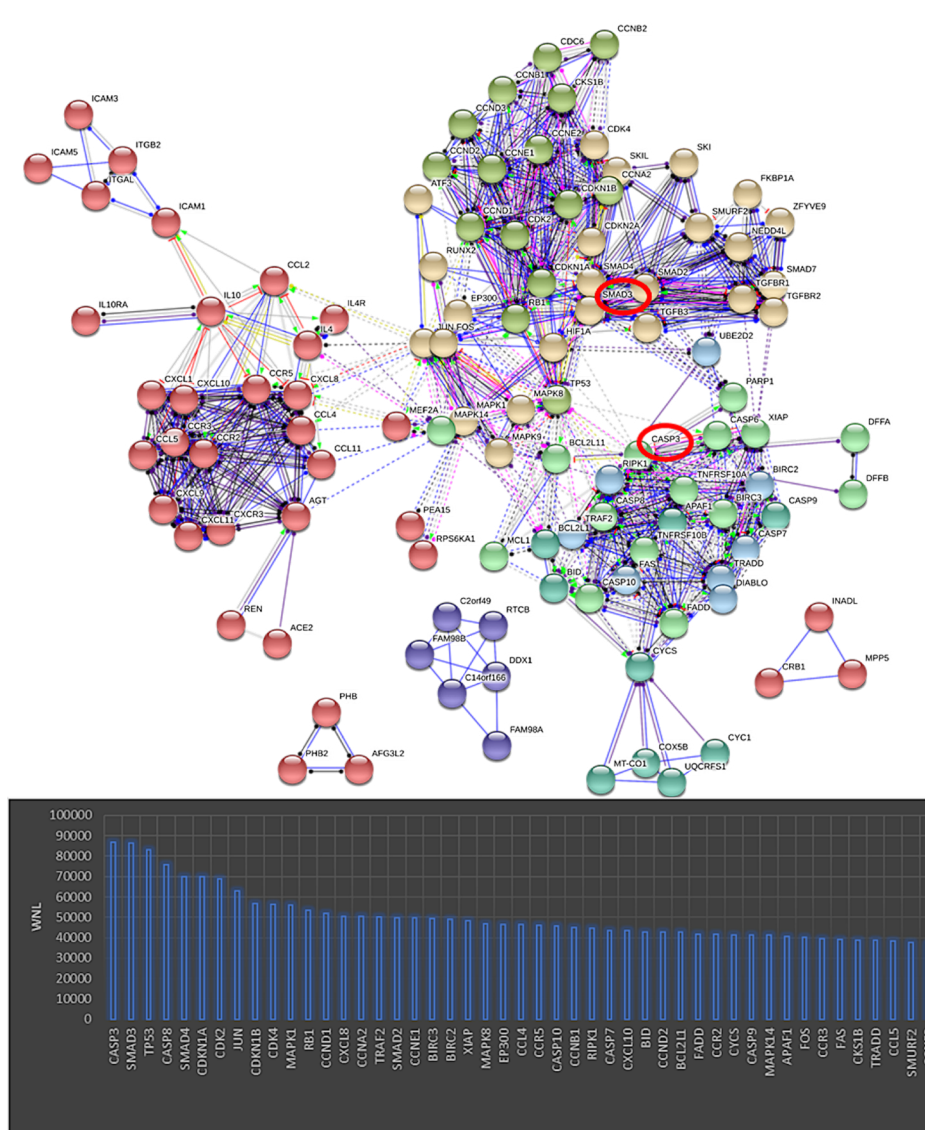 CCNB2
CDC6
CCNB1
CKS1B
ICAM3
CCND3
ITGB2
CCNE2
CDK4
ICAM5
CCND2
CCNE1
SKIL
SKI
ITGAL
ATF3
CCNA2
FKBP1A
CDKN1B
ICAM1
CCND1
CDK2
SMURF2
ZFYVE9
CDKN2A
NEDD4L
RUNX2
CCL2
CDKN1A
SMAD4
SMAD2
SMAD7
IL10RA
IL10
IL4R
EP300
RB1
SMAD3
TGFBR1
TGFBR2
TGFB3
IL4
JUN
FOS
HIF1A
UBE2D2
CXCL1
CXCL10
CCR5
CXCL8
TP53
PARP1
MAPK8
MEF2A
MAPK1
MAPK14
CCL4
CCR3
CCR2
CCL5
MAPK9
BCL2L11
CASP3
CASP6
XIAP
DFFA
CCL11
RIPK1
TNFRSF10A
BIRC2
CXCL9
CXCR3
AGT
CASP8
APAF1
BIRC3
CASP9
DFFB
CXCL11
PEA15
BCL2L1
TRAF2
TNFRSF10B
CASP7
RPS6KA1
MCL1
FAS
TRADD
BID
CASP10
DIABLO
REN
ACE2
C2orf49
RTCB
FADD
INADL
FAM98B
DDX1
CYCS
C14orf166
CRB1
MPP5
PHB
FAM98A
PHB2
AFG3L2
CYC1
COX5B
MT-CO1
UQCRFS1
100000
90000
80000
70000
60000
50000
40000
30000
20000
10000
0
WNL
CASP3
SMAD3
TP53
CASP8
SMAD4
CDKN1A
CDK2
JUN
CDKN1B
CDK4
MAPK1
RB1
CCND1
CXCL8
CCNA2
TRAF2
SMAD2
CCNE1
BIRC3
BIRC2
XIAP
MAPK8
EP300
CCL4
CCR5
CASP10
CCNB1
RIPK1
CASP7
CXCL10
BID
CCND2
BCL2L1
FADD
CCR2
CYCS
CASP9
MAPK14
APAF1
FOS
CCR3
FAS
CKS1B
TRADD
CCL5
SMURF2